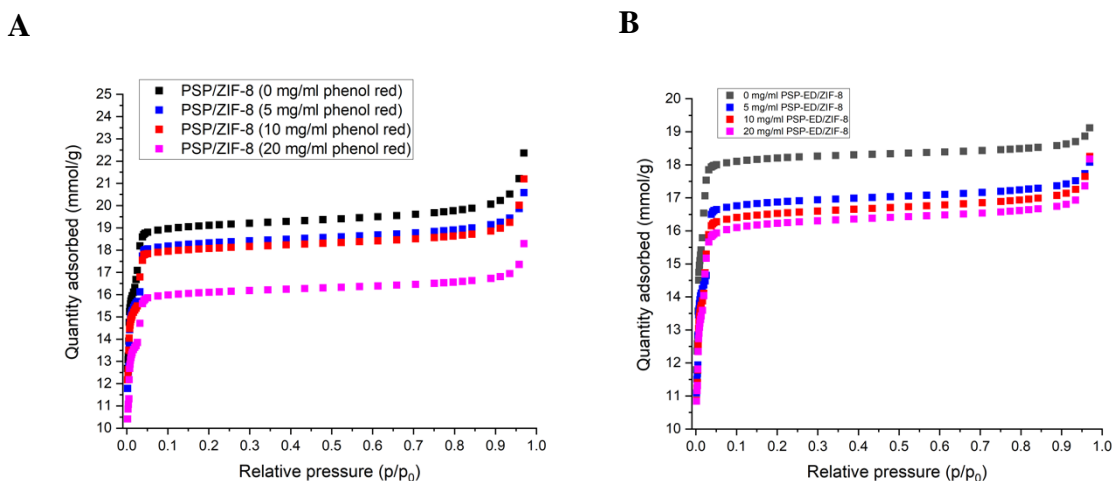 A
PSP/ZIF-8 (0 mg/ml phenol red)
PSP/ZIF-8 (5 mg/ml phenol red)
PSP/ZIF-8 (10 mg/ml phenol red)
PSP/ZIF-8 (20 mg/ml phenol red)
Quantity adsorbed (mmol/g)
25
24
23
22
21
20
19
18
17
16
15
14
13
12
11
10
0.0 0.1 0.2 0.3 0.4 0.5 0.6 0.7 0.8 0.9 1.0
Relative pressure (p/p0)
B
0 mg/ml PSP-ED/ZIF-8
5 mg/ml PSP-ED/ZIF-8
10 mg/ml PSP-ED/ZIF-8
20 mg/ml PSP-ED/ZIF-8
Quantity adsorbed (mmol/g)
20
19
18
17
16
15
14
13
12
11
10
0.0 0.1 0.2 0.3 0.4 0.5 0.6 0.7 0.8 0.9 1.0
Relative pressure (p/p0)